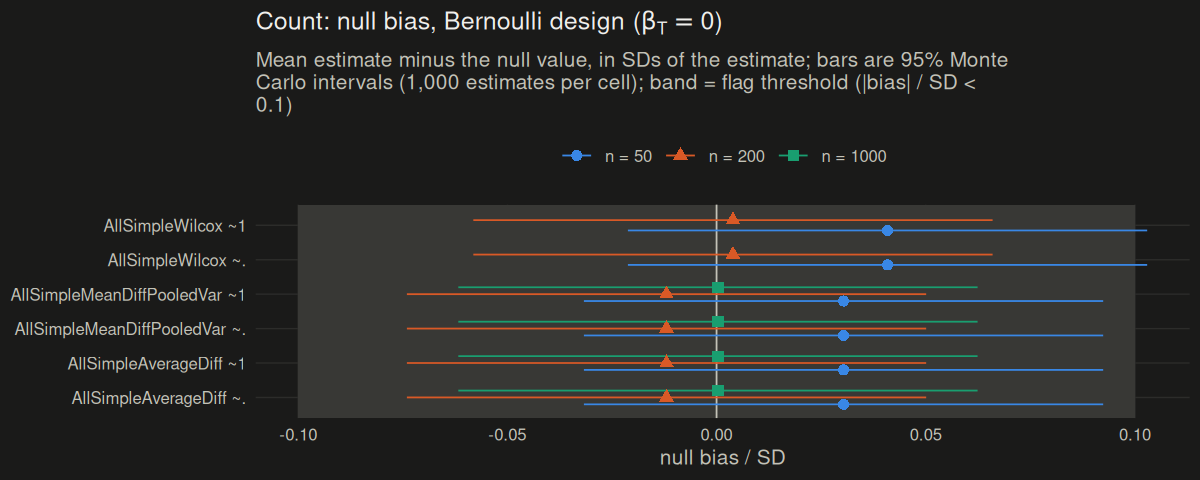 Count: null bias, Bernoulli design (βT = 0)
Mean estimate minus the null value, in SDs of the estimate; bars are 95% Monte
Carlo intervals (1,000 estimates per cell); band = flag threshold (|bias| / SD <
0.1)
n = 50 n = 200 n = 1000
AllSimpleWilcox ~1
AllSimpleWilcox ~.
AllSimpleMeanDiffPooledVar ~1
AllSimpleMeanDiffPooledVar ~.
AllSimpleAverageDiff ~1
AllSimpleAverageDiff ~.
-0.10 -0.05 0.00 0.05 0.10
null bias / SD